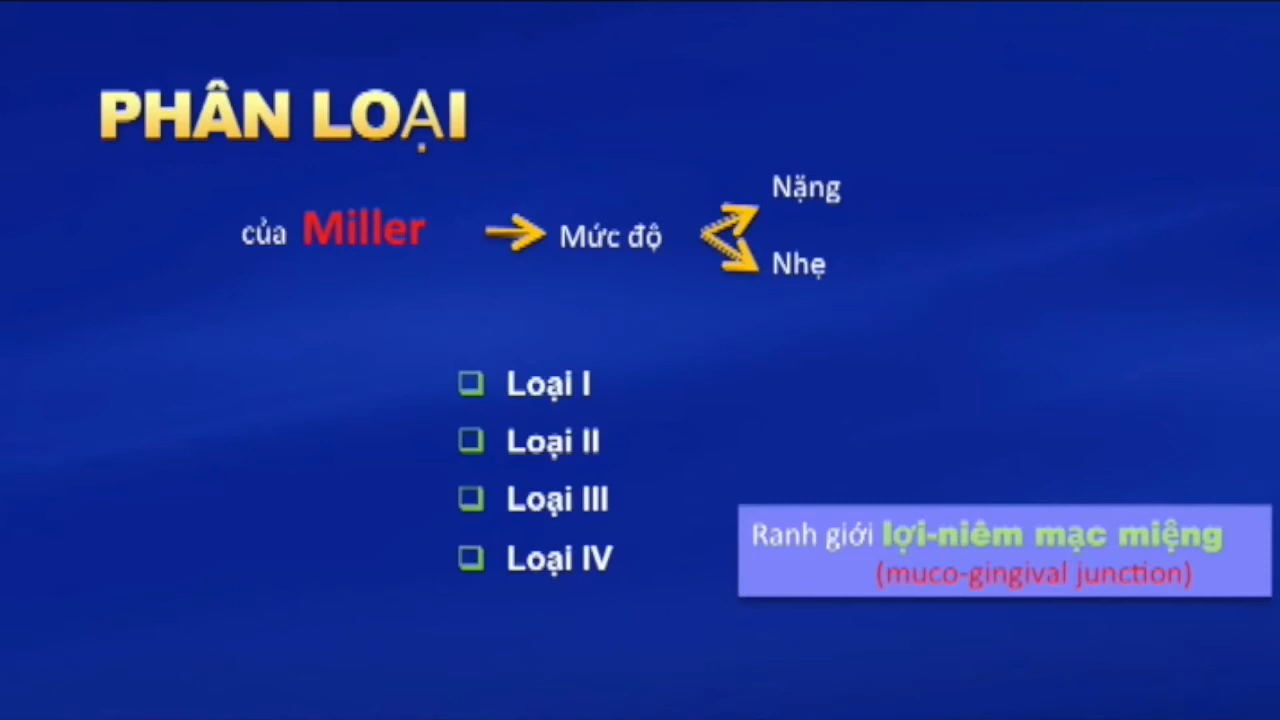 PHÂN LOẠI
của Miller
Mức độ
Nặng
Nhẹ
Loại I
Loại II
Loại III
Loại IV
Ranh giới lợi-niêm mạc miệng
(muco-gingival junction)